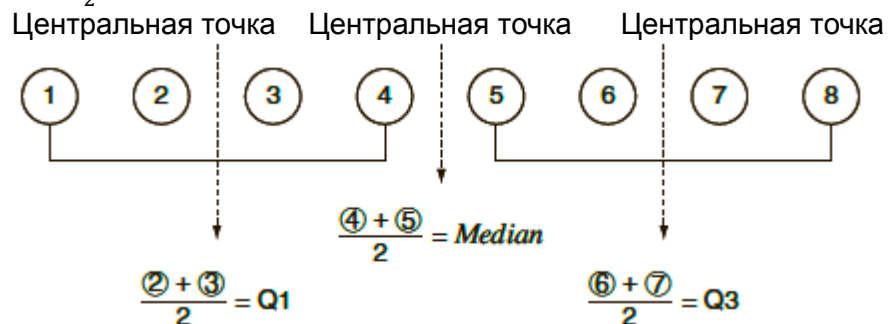 2
Центральная точка Центральная точка Центральная точка
1 2 3 4 5 6 7 8
④ + ⑤
2
= Median
② + ③
2
= Q1
⑥ + ⑦
2
= Q3